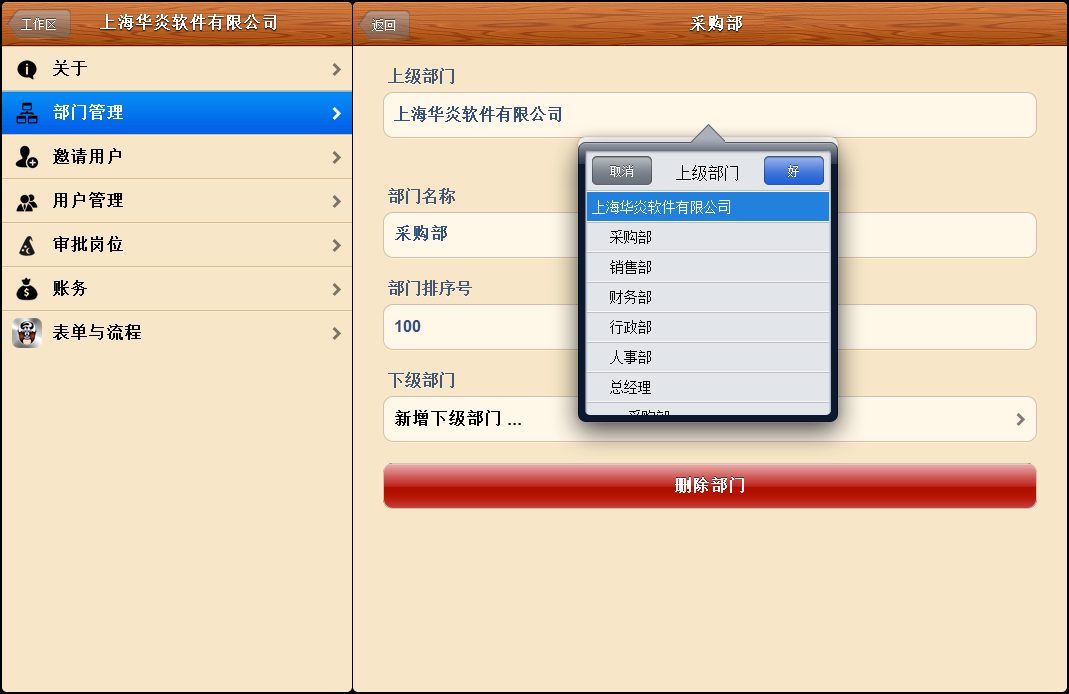 工作区
上海华炎软件有限公司
关于
部门管理
邀请用户
用户管理
审批岗位
账务
表单与流程
返回
采购部
上级部门
上海华炎软件有限公司
取消
上级部门
好
上海华炎软件有限公司
采购部
销售部
财务部
行政部
人事部
总经理
采购部
部门名称
采购部
部门排序号
100
下级部门
新增下级部门 ...
删除部门